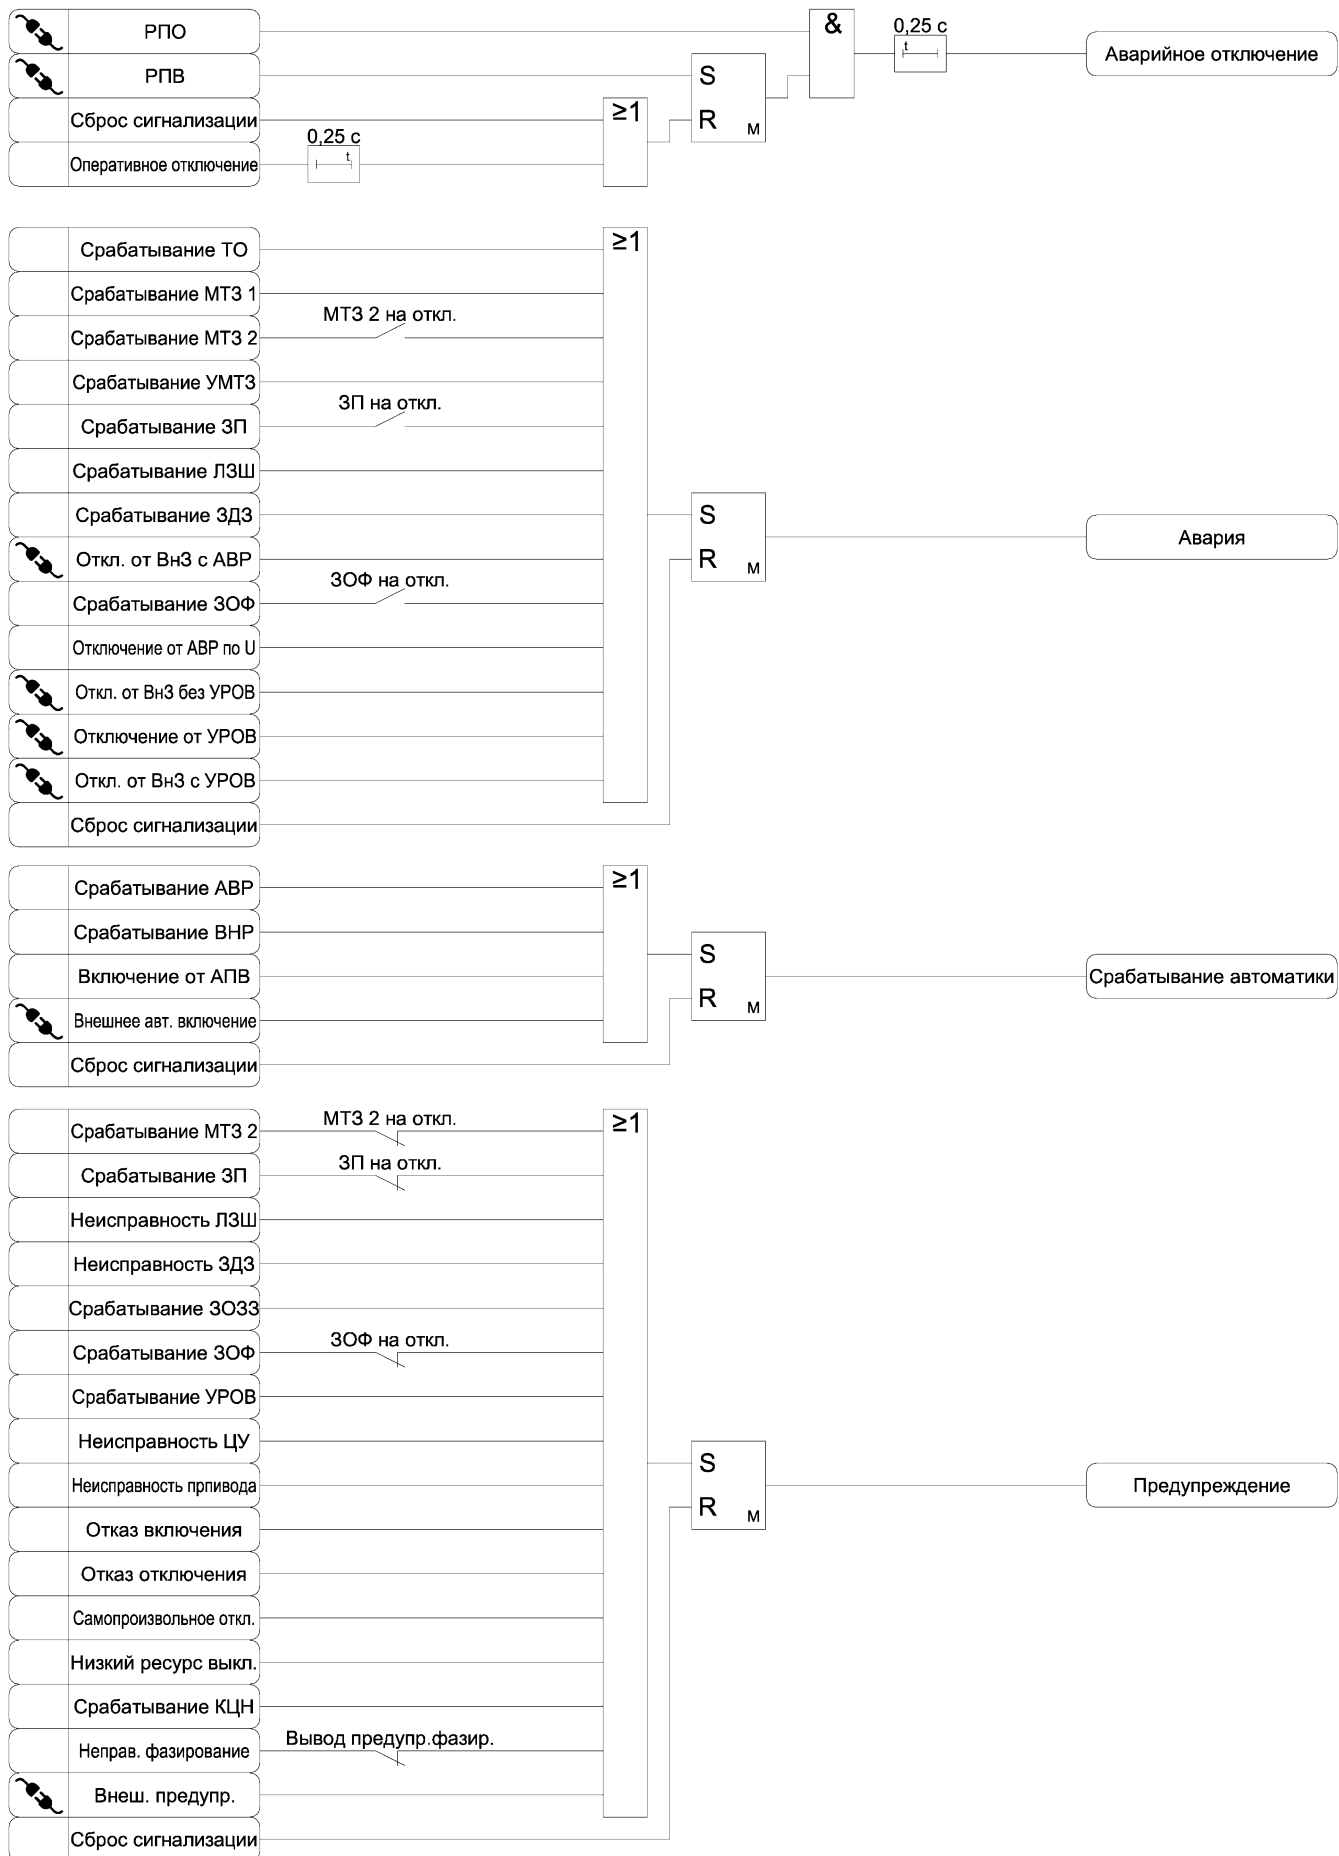 РПО
&
0,25 с
t
Аварийное отключение
РПВ
S
Сброс сигнализации
≥1
R
М
0,25 с
t
Оперативное отключение
Срабатывание ТО
≥1
Срабатывание МТЗ 1
МТЗ 2 на откл.
Срабатывание МТЗ 2
Срабатывание УМТЗ
ЗП на откл.
Срабатывание ЗП
Срабатывание ЛЗШ
Срабатывание ЗДЗ
S
Авария
Откл. от ВнЗ с АВР
R
М
ЗОФ на откл.
Срабатывание ЗОФ
Отключение от АВР по U
Откл. от ВнЗ без УРОВ
Отключение от УРОВ
Откл. от ВнЗ с УРОВ
Сброс сигнализации
Срабатывание АВР
≥1
Срабатывание ВНР
S
Включение от АПВ
Срабатывание автоматики
R
М
Внешнее авт. включение
Сброс сигнализации
МТЗ 2 на откл.
≥1
Срабатывание МТЗ 2
ЗП на откл.
Срабатывание ЗП
Неисправность ЛЗШ
Неисправность ЗДЗ
Срабатывание ЗОЗЗ
ЗОФ на откл.
Срабатывание ЗОФ
Срабатывание УРОВ
Неисправность ЦУ
S
Неисправность прпивода
Предупреждение
R
М
Отказ включения
Отказ отключения
Самопроизвольное откл.
Низкий ресурс выкл.
Срабатывание КЦН
Вывод предупр.фазир.
Неправ. фазирование
Внеш. предупр.
Сброс сигнализации